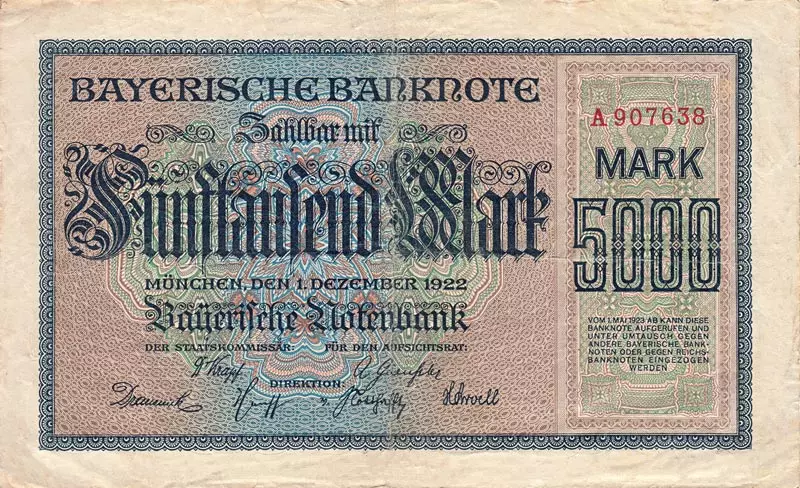 BAYERISCHE BANKNOTE
Zahlbar mit
Fünftausend Mark
MÜNCHEN, DEN 1. DEZEMBER 1922
Bayerische Notenbank
DER STAATSKOMMISSAR: FÜR DEN AUFSICHTSRAT:
DIREKTION:
A 907638
MARK
5000
VOM 1. MAI 1923 AB KANN DIESE
BANKNOTE AUFGERUFEN UND
UNTER UMTAUSCH GEGEN
ANDERE BAYERISCHE BANK-
NOTEN ODER GEGEN REICHS-
BANKNOTEN EINGEZOGEN
WERDEN